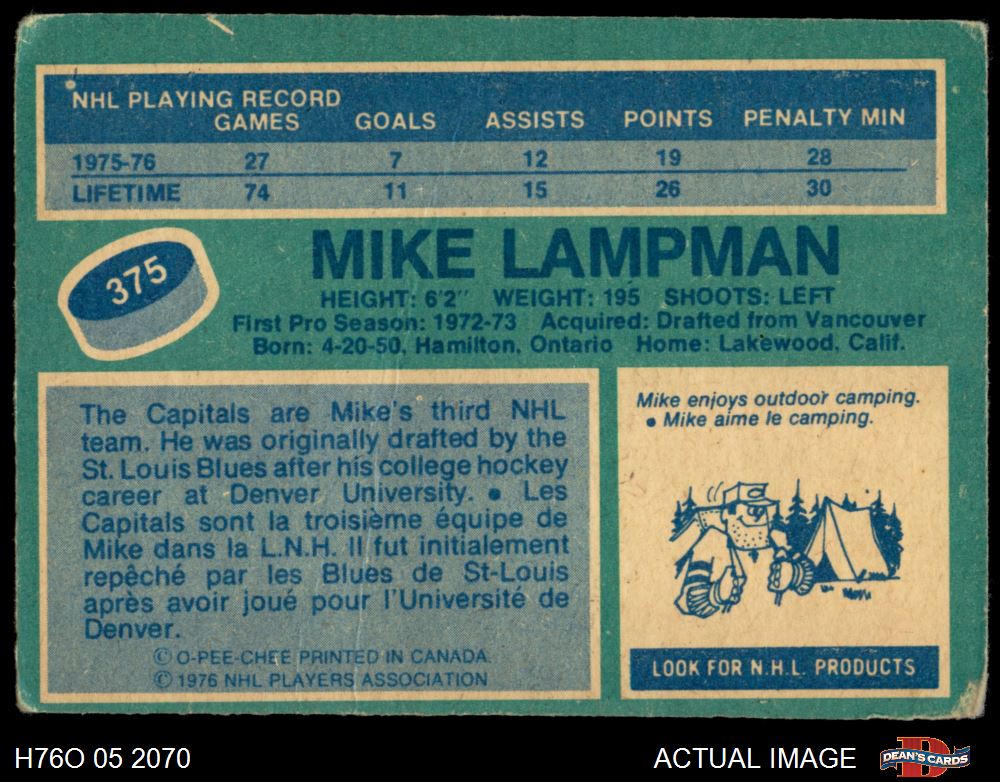 NHL PLAYING RECORD
GAMES GOALS ASSISTS POINTS PENALTY MIN
1975-76 27 7 12 19 28
LIFETIME 74 11 15 26 30
375
MIKE LAMPMAN
HEIGHT: 6'2" WEIGHT: 195 SHOOTS: LEFT
First Pro Season: 1972-73 Acquired: Drafted from Vancouver
Born: 4-20-50, Hamilton, Ontario Home: Lakewood, Calif.
The Capitals are Mike's third NHL
team. He was originally drafted by the
St. Louis Blues after his college hockey
career at Denver University. • Les
Capitals sont la troisième équipe de
Mike dans la L.N.H. Il fut initialement
repêché par les Blues de St-Louis
après avoir joué pour l'Université de
Denver.
© O-PEE-CHEE PRINTED IN CANADA.
© 1976 NHL PLAYERS ASSOCIATION
Mike enjoys outdoor camping.
• Mike aime le camping.
C
LOOK FOR N.H.L. PRODUCTS
H76O 05 2070
ACTUAL IMAGE
D
DEAN'S CARDS